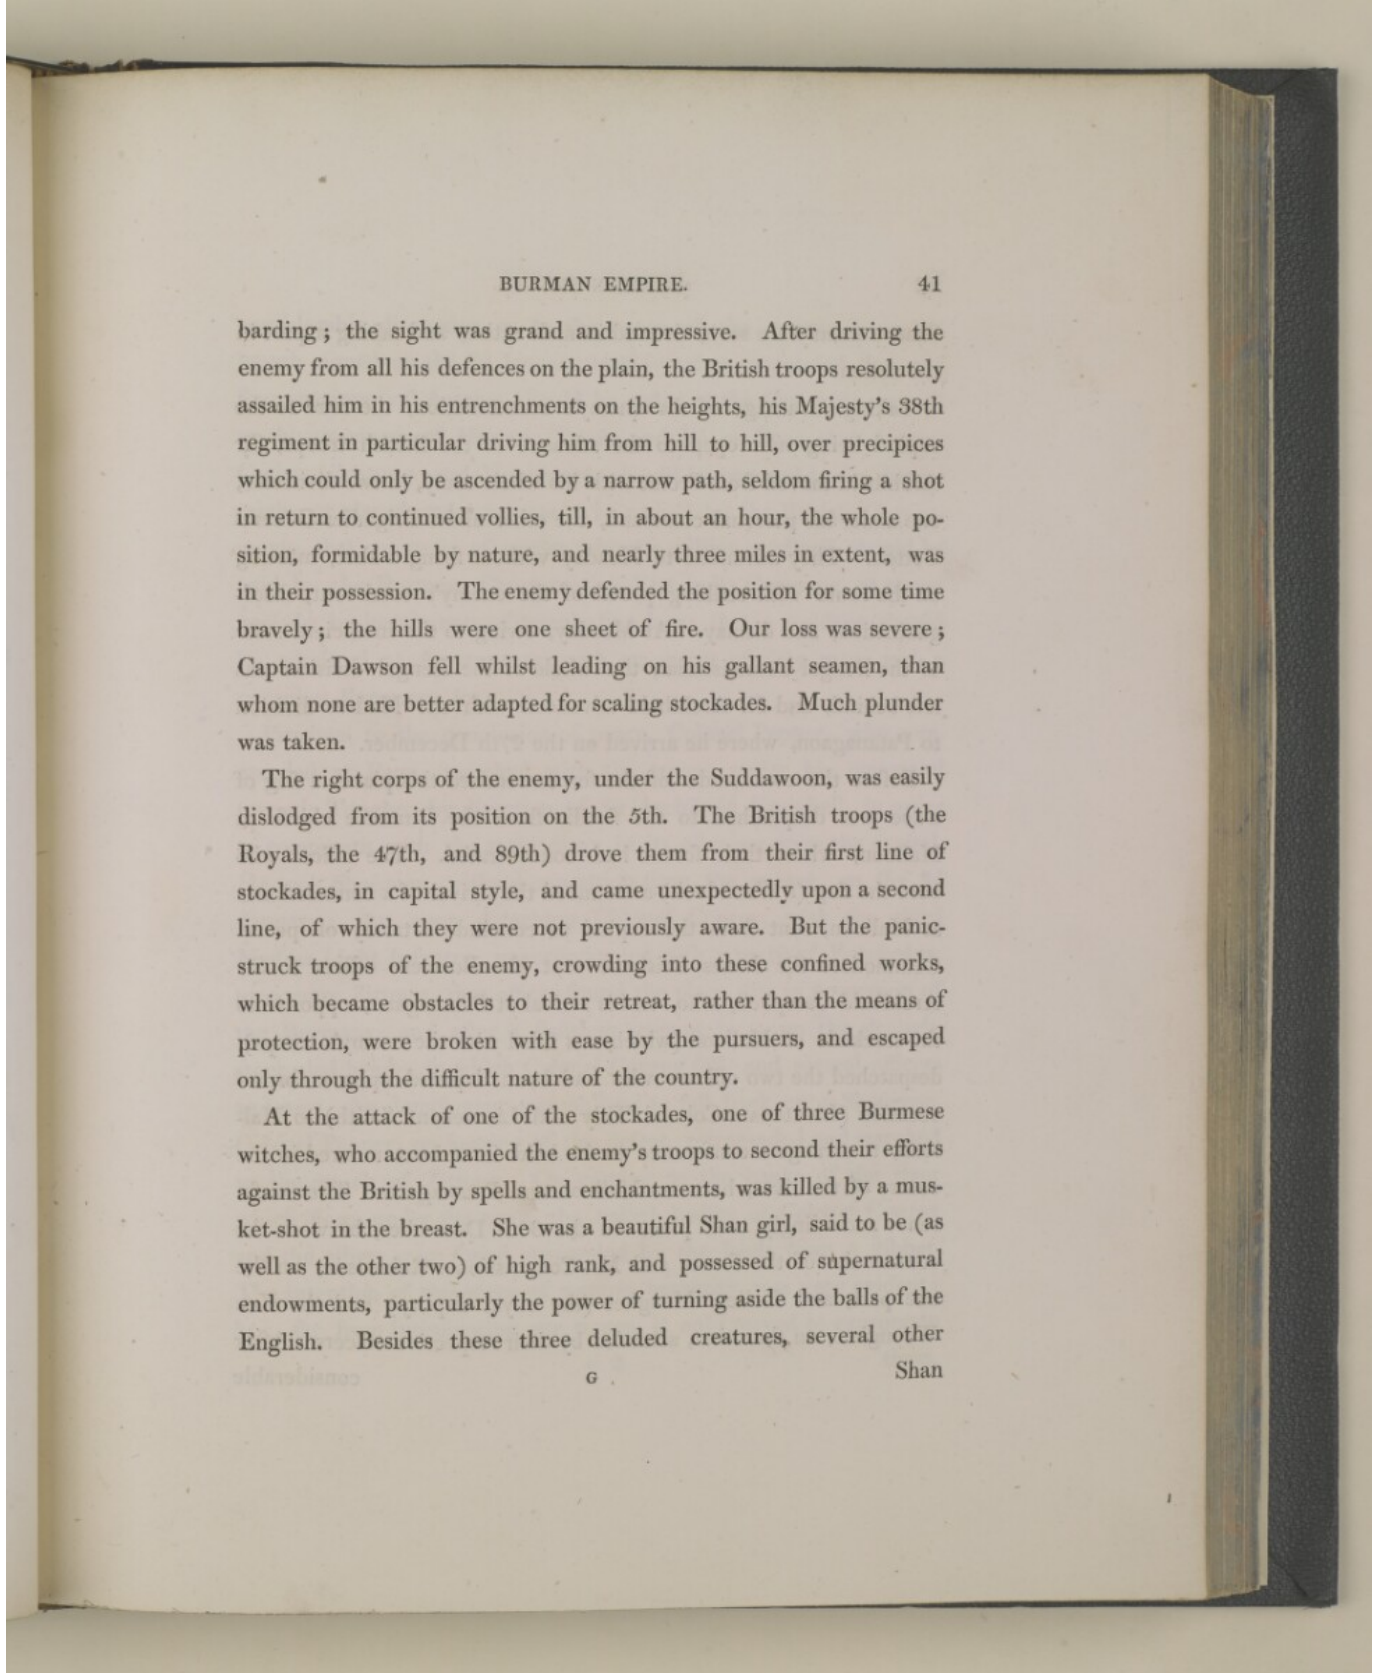 BURMAN EMPIRE. 41
barding; the sight was grand and impressive. After driving the
enemy from all his defences on the plain, the British troops resolutely
assailed him in his entrenchments on the heights, his Majesty's 38th
regiment in particular driving him from hill to hill, over precipices
which could only be ascended by a narrow path, seldom firing a shot
in return to continued vollies, till, in about an hour, the whole po-
sition, formidable by nature, and nearly three miles in extent, was
in their possession. The enemy defended the position for some time
bravely; the hills were one sheet of fire. Our loss was severe;
Captain Dawson fell whilst leading on his gallant seamen, than
whom none are better adapted for scaling stockades. Much plunder
was taken.
The right corps of the enemy, under the Suddawoon, was easily
dislodged from its position on the 5th. The British troops (the
Royals, the 47th, and 89th) drove them from their first line of
stockades, in capital style, and came unexpectedly upon a second
line, of which they were not previously aware. But the panic-
struck troops of the enemy, crowding into these confined works,
which became obstacles to their retreat, rather than the means of
protection, were broken with ease by the pursuers, and escaped
only through the difficult nature of the country.
At the attack of one of the stockades, one of three Burmese
witches, who accompanied the enemy's troops to second their efforts
against the British by spells and enchantments, was killed by a mus-
ket-shot in the breast. She was a beautiful Shan girl, said to be (as
well as the other two) of high rank, and possessed of supernatural
endowments, particularly the power of turning aside the balls of the
English. Besides these three deluded creatures, several other
G Shan